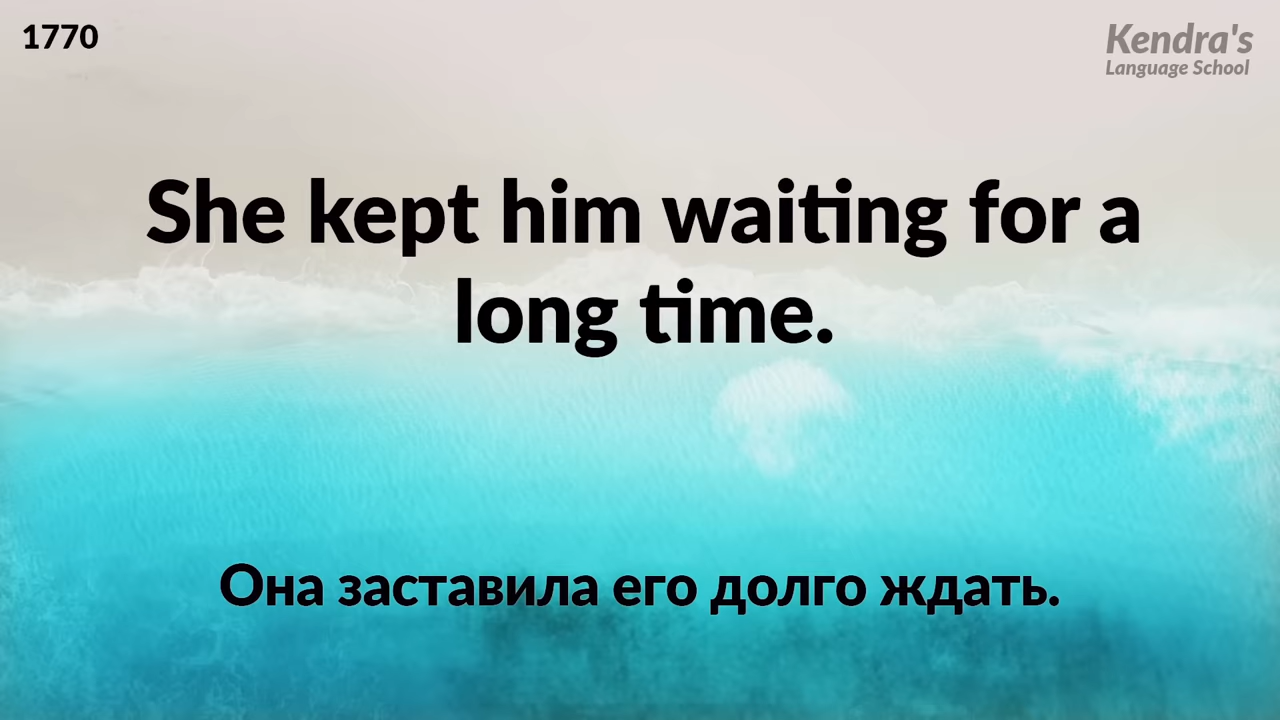 1770
Kendra's
Language School
She kept him waiting for a
long time.
Она заставила его долго ждать.